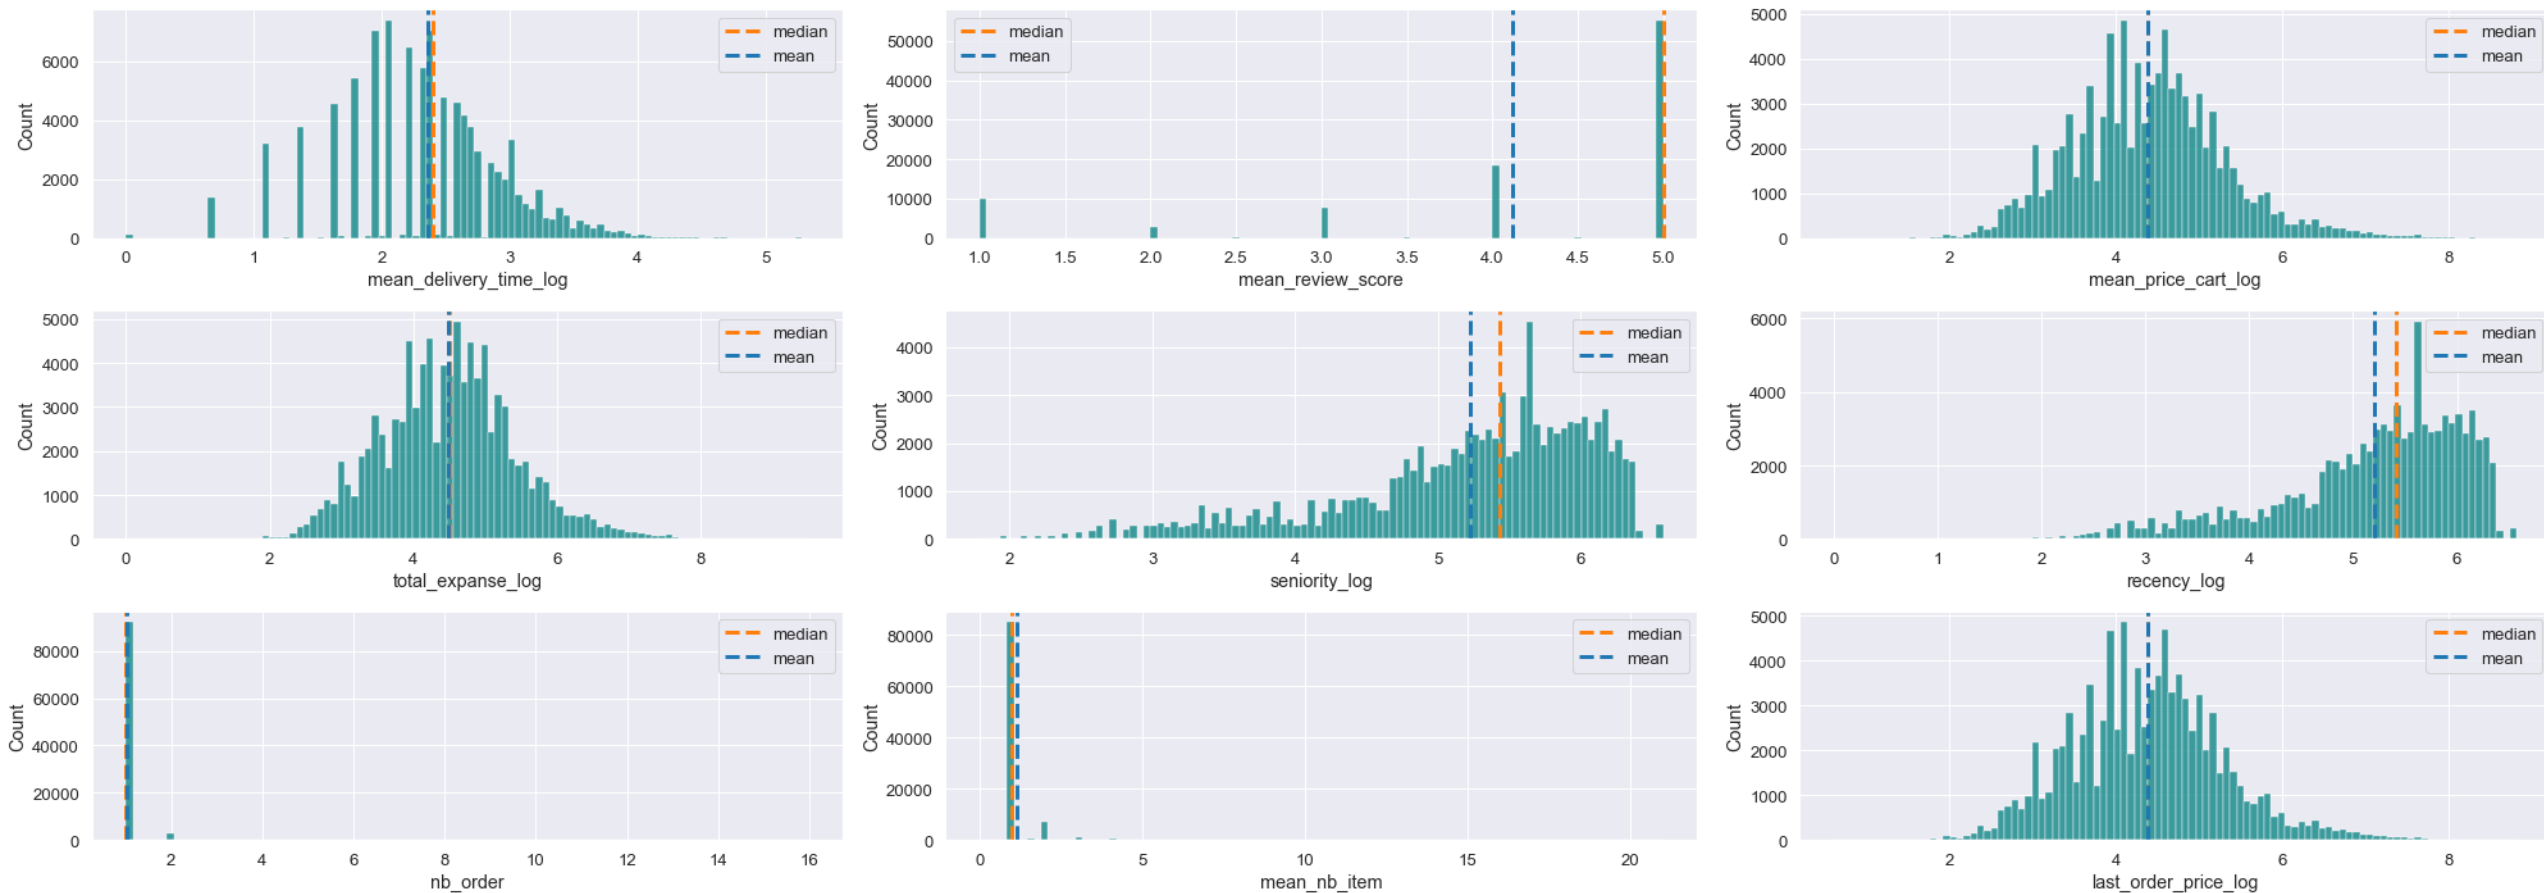 6000
4000
2000
0
Count
median
mean
0
1
2
3
4
5
mean_delivery_time_log
50000
40000
30000
20000
10000
0
Count
median
mean
1.0
1.5
2.0
2.5
3.0
3.5
4.0
4.5
5.0
mean_review_score
5000
4000
3000
2000
1000
0
Count
median
mean
2
4
6
8
mean_price_cart_log
5000
4000
3000
2000
1000
0
Count
median
mean
0
2
4
6
8
total_expanse_log
4000
3000
2000
1000
0
Count
median
mean
2
3
4
5
6
seniority_log
6000
4000
2000
0
Count
median
mean
0
1
2
3
4
5
6
recency_log
80000
60000
40000
20000
0
Count
median
mean
2
4
6
8
10
12
14
16
nb_order
80000
60000
40000
20000
0
Count
median
mean
0
5
10
15
20
mean_nb_item
5000
4000
3000
2000
1000
0
Count
median
mean
2
4
6
8
last_order_price_log